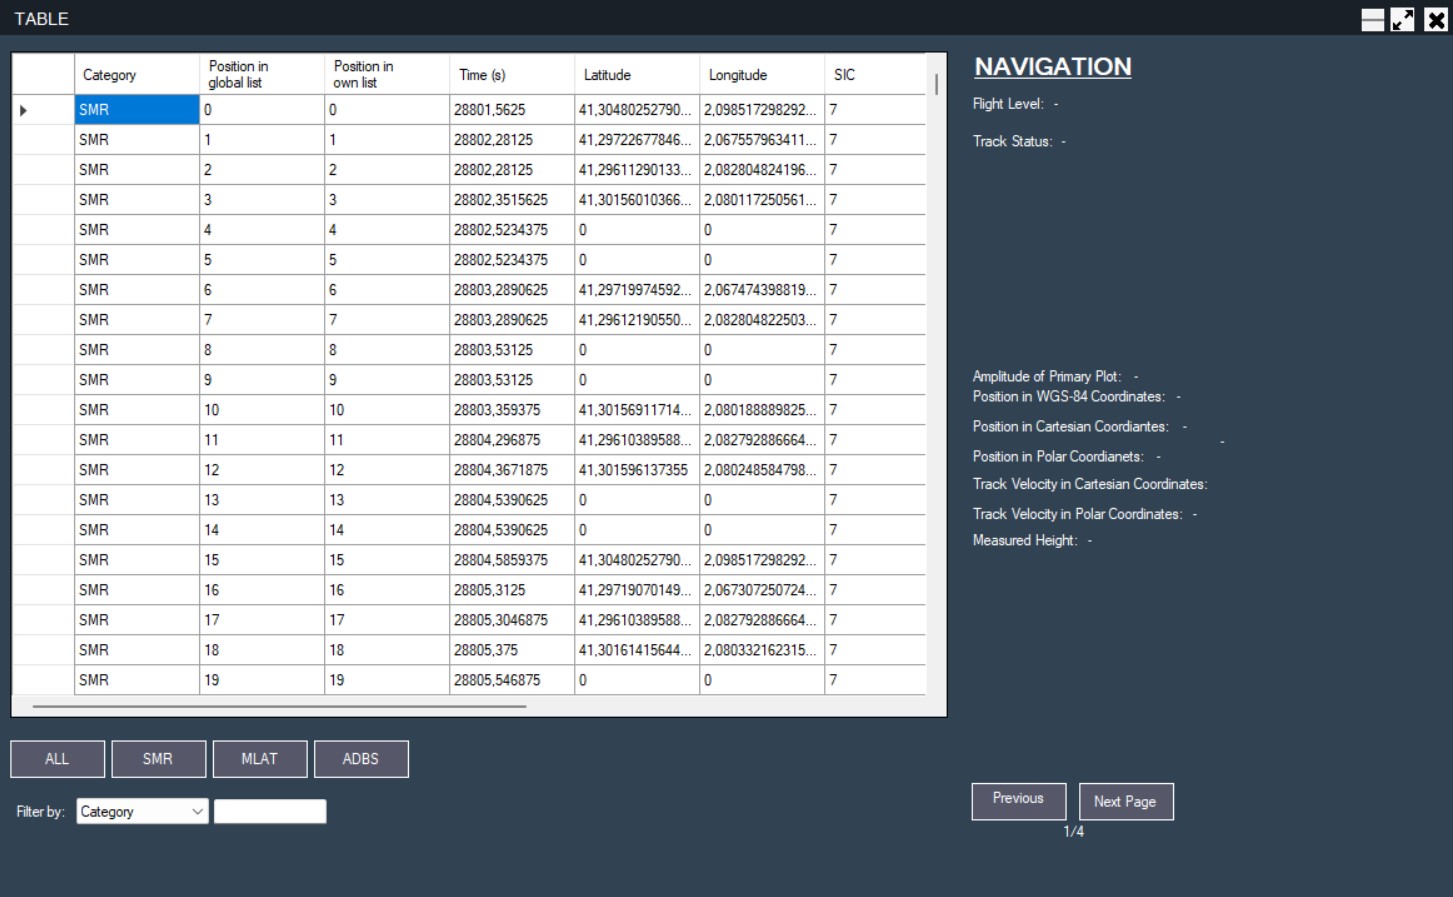 TABLE
Category Position in global list Position in own list Time (s) Latitude Longitude SIC
SMR 0 0 28801,5625 41,30480252790... 2,098517298292... 7
SMR 1 1 28802,28125 41,29722677846... 2,067557963411... 7
SMR 2 2 28802,28125 41,29611290133... 2,082804824196... 7
SMR 3 3 28802,3515625 41,30156010366... 2,080117250561... 7
SMR 4 4 28802,5234375 0 0 7
SMR 5 5 28802,5234375 0 0 7
SMR 6 6 28803,2890625 41,29719974592... 2,067474398819... 7
SMR 7 7 28803,2890625 41,29612190550... 2,082804822503... 7
SMR 8 8 28803,53125 0 0 7
SMR 9 9 28803,53125 0 0 7
SMR 10 10 28803,359375 41,30156911714... 2,080188889825... 7
SMR 11 11 28804,296875 41,29610389588... 2,082792886664... 7
SMR 12 12 28804,3671875 41,301596137355 2,080248584798... 7
SMR 13 13 28804,5390625 0 0 7
SMR 14 14 28804,5390625 0 0 7
SMR 15 15 28804,5859375 41,30480252790... 2,098517298292... 7
SMR 16 16 28805,3125 41,29719070149... 2,067307250724... 7
SMR 17 17 28805,3046875 41,29610389588... 2,082792886664... 7
SMR 18 18 28805,375 41,30161415644... 2,080332162315... 7
SMR 19 19 28805,546875 0 0 7
ALL SMR MLAT ADBS
Filter by: Category
NAVIGATION
Flight Level: -
Track Status: -
Amplitude of Primary Plot: -
Position in WGS-84 Coordinates: -
Position in Cartesian Coordiantes: -
-
Position in Polar Coordianets: -
Track Velocity in Cartesian Coordinates:
Track Velocity in Polar Coordinates: -
Measured Height: -
Previous Next Page
1/4